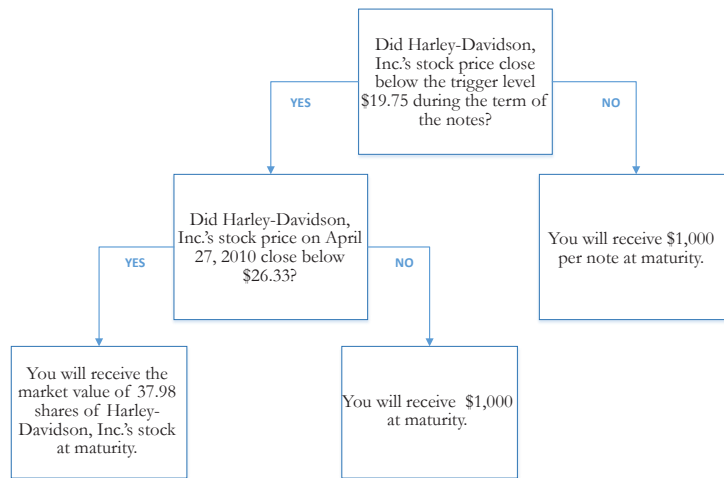 Did Harley-Davidson,
Inc.'s stock price close
below the trigger level
$19.75 during the term of
the notes?
YES
NO
Did Harley-Davidson,
Inc.'s stock price on April
27, 2010 close below
$26.33?
You will receive $1,000
per note at maturity.
YES
NO
You will receive the
market value of 37.98
shares of Harley-
Davidson, Inc.'s stock
at maturity.
You will receive $1,000
at maturity.